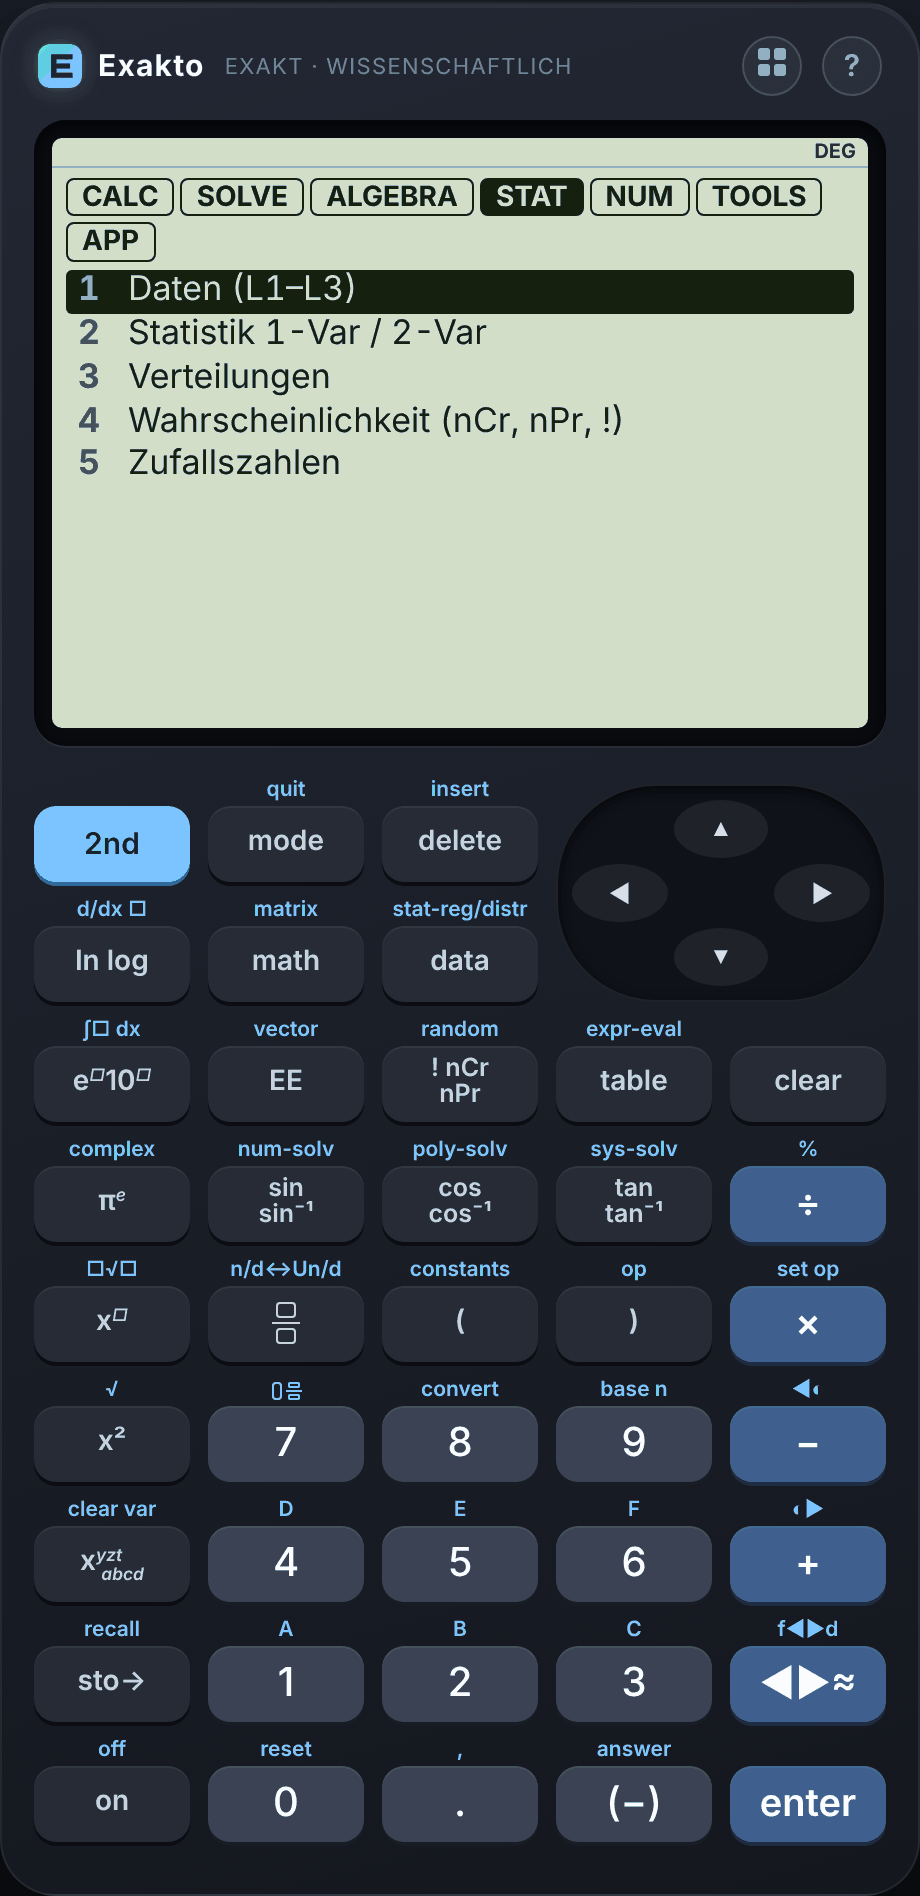 E Exakto EXAKT · WISSENSCHAFTLICH ?
DEG
CALC SOLVE ALGEBRA STAT NUM TOOLS
APP
1 Daten (L1–L3)
2 Statistik 1-Var / 2-Var
3 Verteilungen
4 Wahrscheinlichkeit (nCr, nPr, !)
5 Zufallszahlen
quit insert
2nd mode delete ▲
◀ ▶
d/dx □ matrix stat-reg/distr
ln log math data ▼
∫□ dx vector random expr-eval
e□10□ EE ! nCr nPr table clear
complex num-solv poly-solv sys-solv %
πe sin sin⁻¹ cos cos⁻¹ tan tan⁻¹ ÷
□√□ n/d↔Un/d constants op set op
x□ ( ) ×
√ convert base n
x² 7 8 9 −
clear var D E F
x yzt abcd 4 5 6 +
recall A B C f◀▶d
sto→ 1 2 3 ◀▶≈
off reset , answer
on 0 . (−) enter